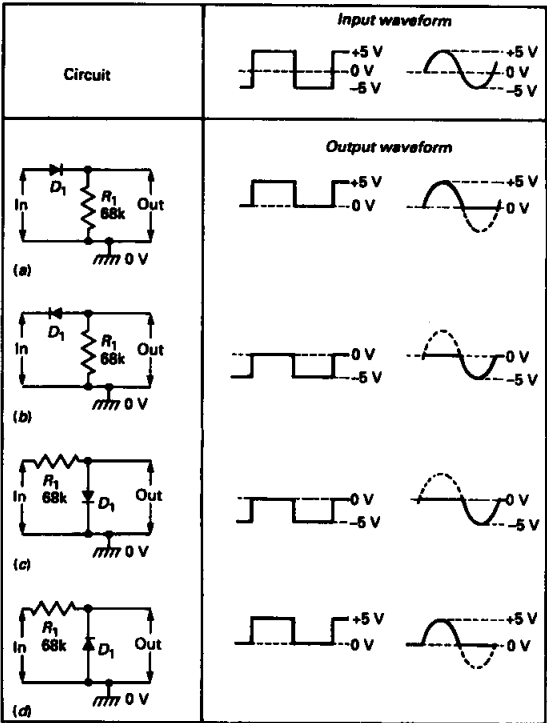 Circuit
Input waveform
+5 V
0 V
–5 V
+5 V
0 V
–5 V
Output waveform
In
D1
R1
68k
Out
0 V
(a)
+5 V
0 V
+5 V
0 V
In
D1
R1
68k
Out
0 V
(b)
0 V
–5 V
0 V
–5 V
In
R1
68k
D1
Out
0 V
(c)
0 V
–5 V
0 V
–5 V
In
R1
68k
D1
Out
0 V
(d)
+5 V
0 V
+5 V
0 V